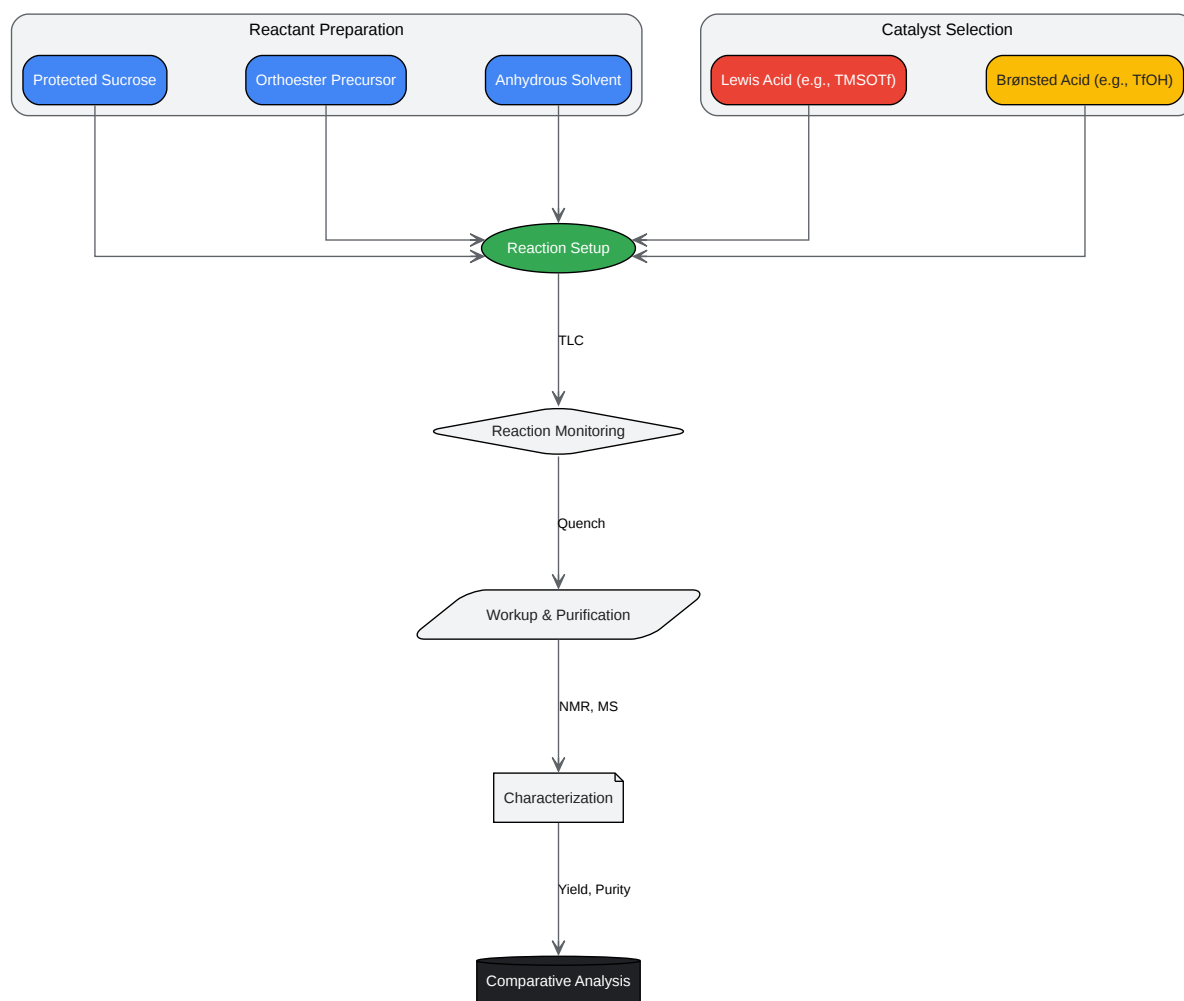 Reactant Preparation
Catalyst Selection
Protected Sucrose
Orthoester Precursor
Anhydrous Solvent
Lewis Acid (e.g., TMSOTf)
Brønsted Acid (e.g., TfOH)
Reaction Setup
TLC
Reaction Monitoring
Quench
Workup & Purification
NMR, MS
Characterization
Yield, Purity
Comparative Analysis